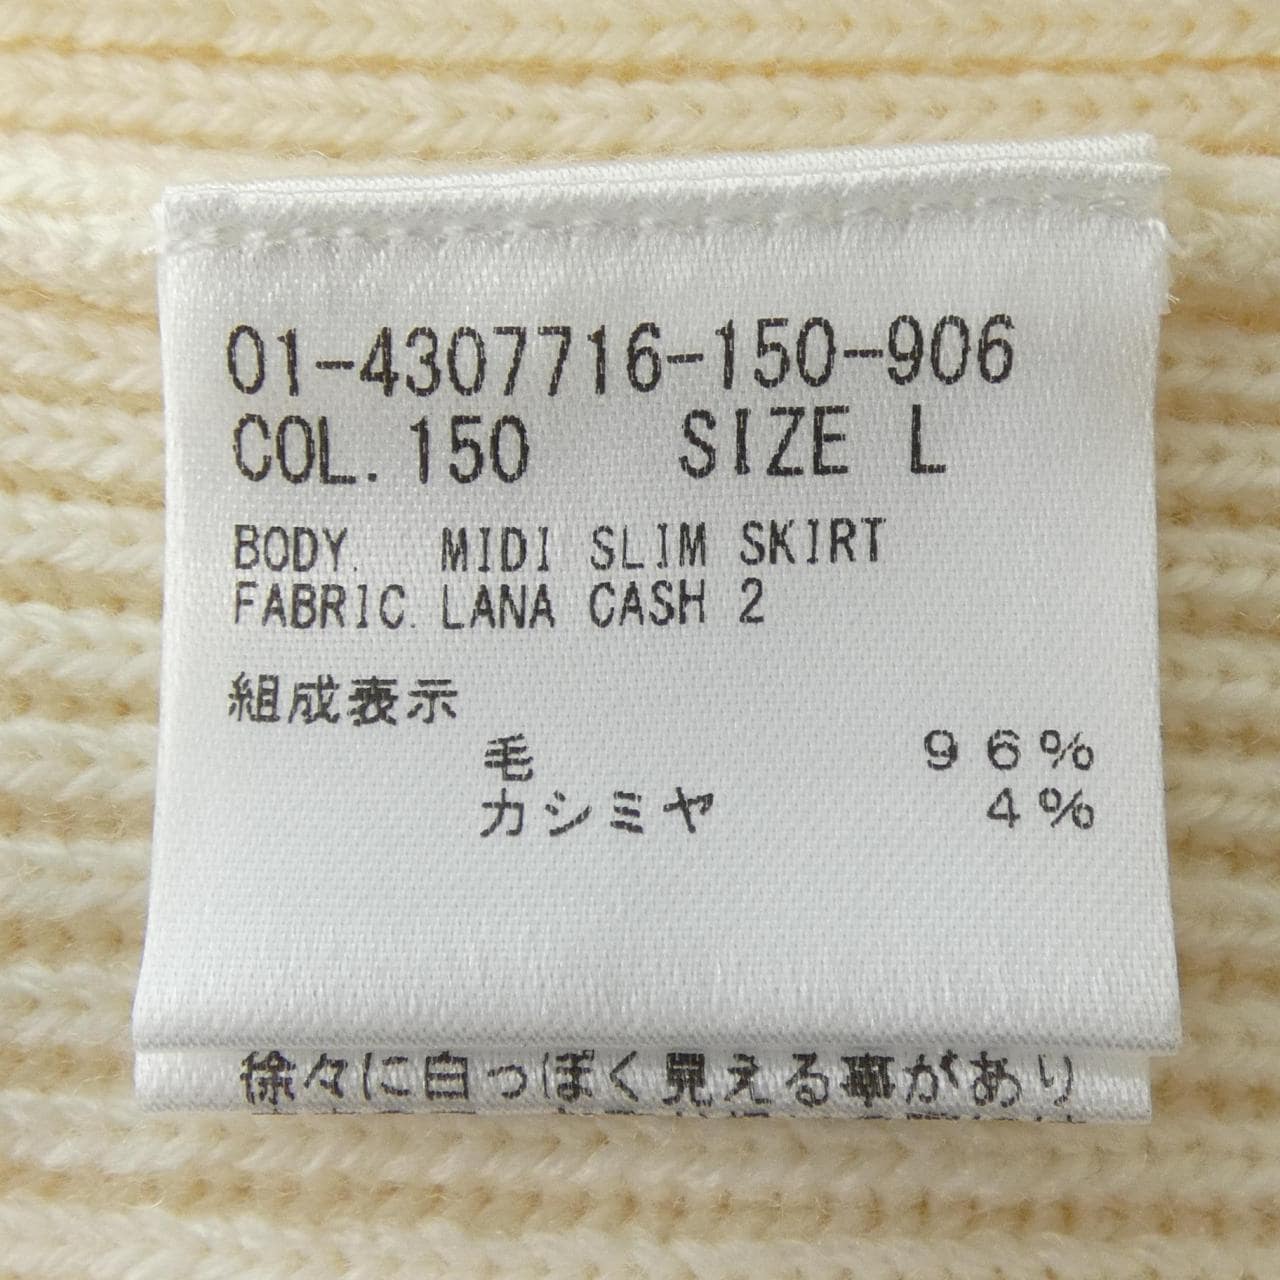 01-4307716-150-906
COL.150 SIZE L
BODY. MIDI SLIM SKIRT
FABRIC. LANA CASH 2
組成表示
毛 96%
カシミヤ 4%
徐々に白っぽく見える事があり